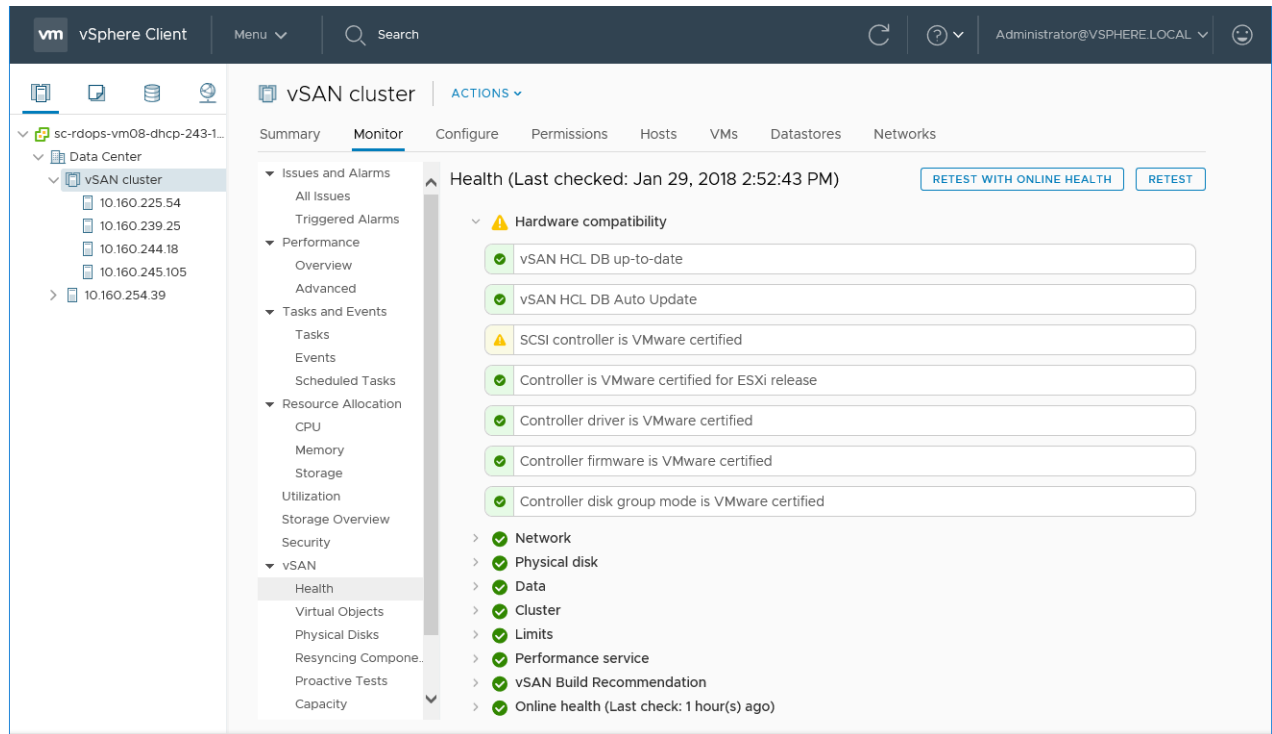 vm vSphere Client Menu Search Administrator@VSPHERE.LOCAL
sc-rdops-vm08-dhcp-243-1...
Data Center
vSAN cluster
10.160.225.54
10.160.239.25
10.160.244.18
10.160.245.105
10.160.254.39
vSAN cluster ACTIONS
Summary Monitor Configure Permissions Hosts VMs Datastores Networks
Issues and Alarms
All Issues
Triggered Alarms
Performance
Overview
Advanced
Tasks and Events
Tasks
Events
Scheduled Tasks
Resource Allocation
CPU
Memory
Storage
Utilization
Storage Overview
Security
vSAN
Health
Virtual Objects
Physical Disks
Resyncing Compone..
Proactive Tests
Capacity
Health (Last checked: Jan 29, 2018 2:52:43 PM) RETEST WITH ONLINE HEALTH RETEST
Hardware compatibility
vSAN HCL DB up-to-date
vSAN HCL DB Auto Update
SCSI controller is VMware certified
Controller is VMware certified for ESXi release
Controller driver is VMware certified
Controller firmware is VMware certified
Controller disk group mode is VMware certified
Network
Physical disk
Data
Cluster
Limits
Performance service
vSAN Build Recommendation
Online health (Last check: 1 hour(s) ago)